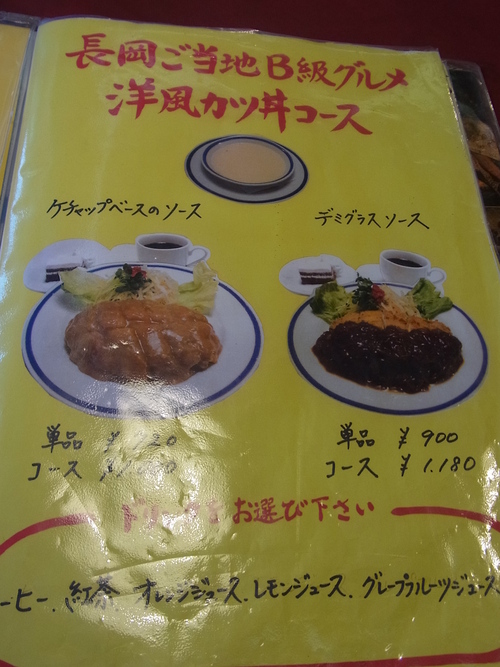 長岡ご当地B級グルメ
洋風カツ丼コース
ケチャップベースのソース
デミグラスソース
単品
単品 ¥900
コース
コース ¥1.180
お選び下さい
ーヒー、紅茶、オレンジジュース、レモンジュース、グレープフルーツジュース、